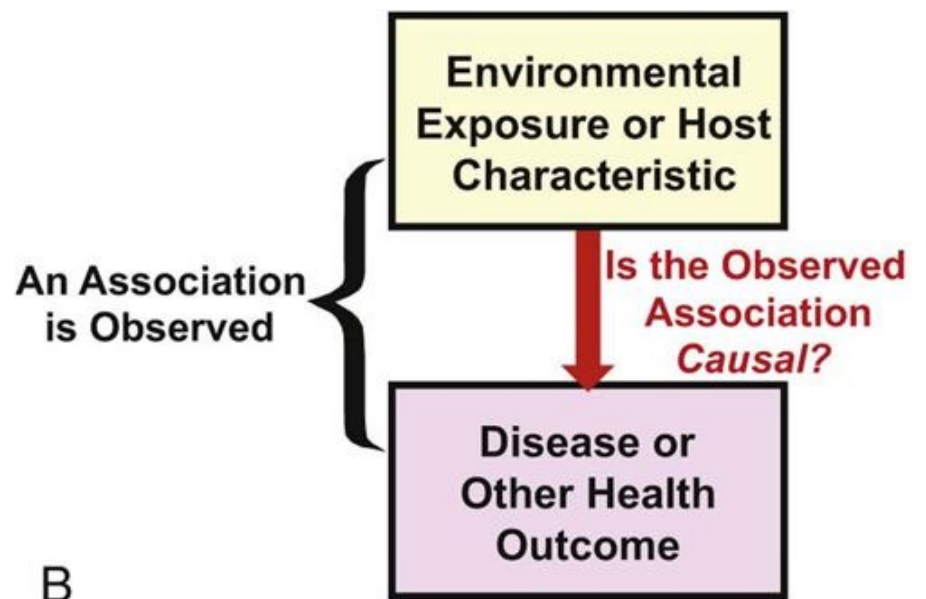 Environmental
Exposure or Host
Characteristic
An Association
is Observed
Is the Observed
Association
Causal?
Disease or
Other Health
Outcome
B